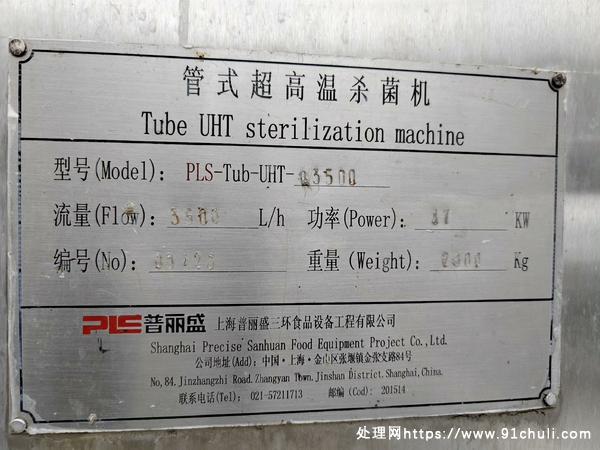 管式超高温杀菌机
Tube UHT sterilization machine
型号(Model): PLS-Tub-UHT-03500
流量(Flow): 3500 L/h 功率(Power): 37 KW
编号(No): 重量(Weight): Kg
PLS普丽盛 上海普丽盛三环食品设备工程有限公司
Shanghai Precise Sanhuan Food Equipment Project Co.,Ltd.
公司地址(Add): 中国·上海·金山区张堰镇金张支路84号
No,84. Jinzhangzhi Road. Zhangyan Town. Jinshan District. Shanghai, China.
联系电话(Tel): 021-57211713 邮编(Cod): 201514
处理网https://www.91chuli.com/